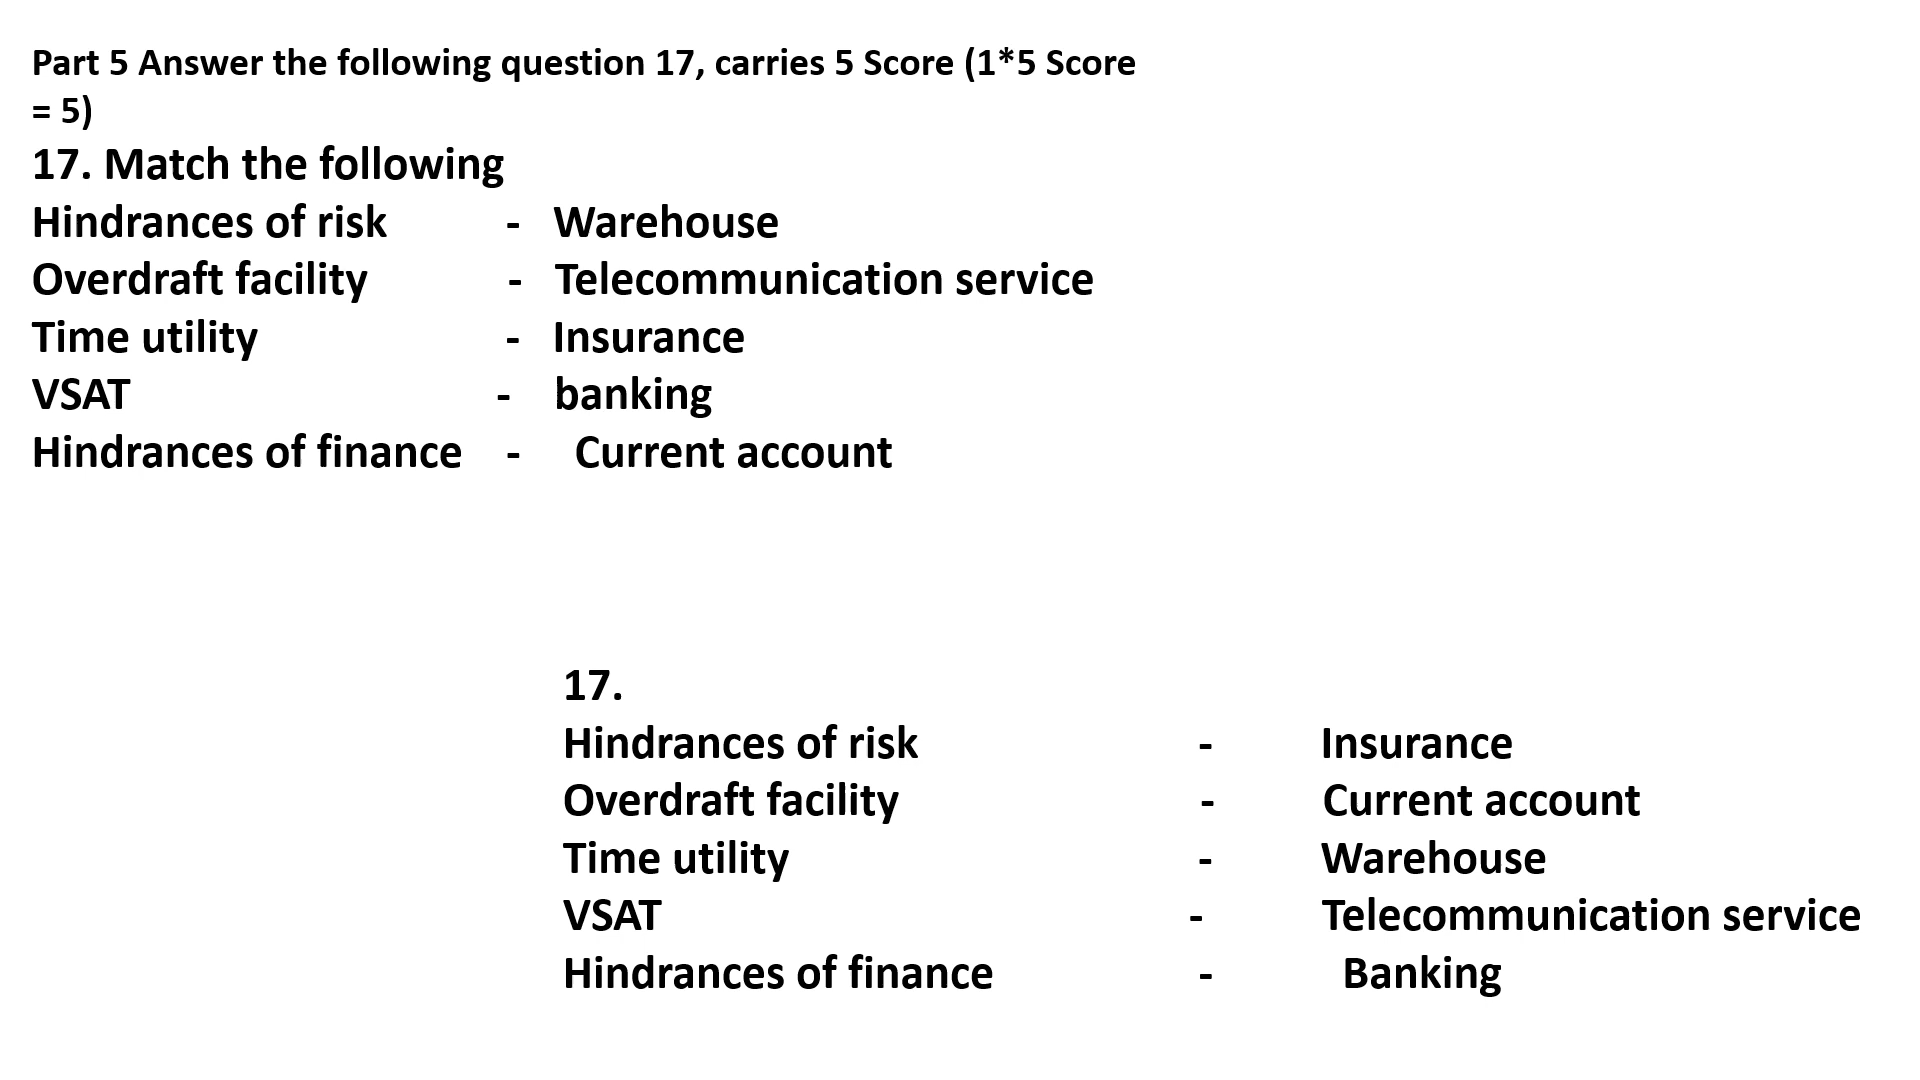 Part 5 Answer the following question 17, carries 5 Score (1*5 Score
= 5)
17. Match the following
Hindrances of risk - Warehouse
Overdraft facility - Telecommunication service
Time utility - Insurance
VSAT - banking
Hindrances of finance - Current account
17.
Hindrances of risk - Insurance
Overdraft facility - Current account
Time utility - Warehouse
VSAT - Telecommunication service
Hindrances of finance - Banking